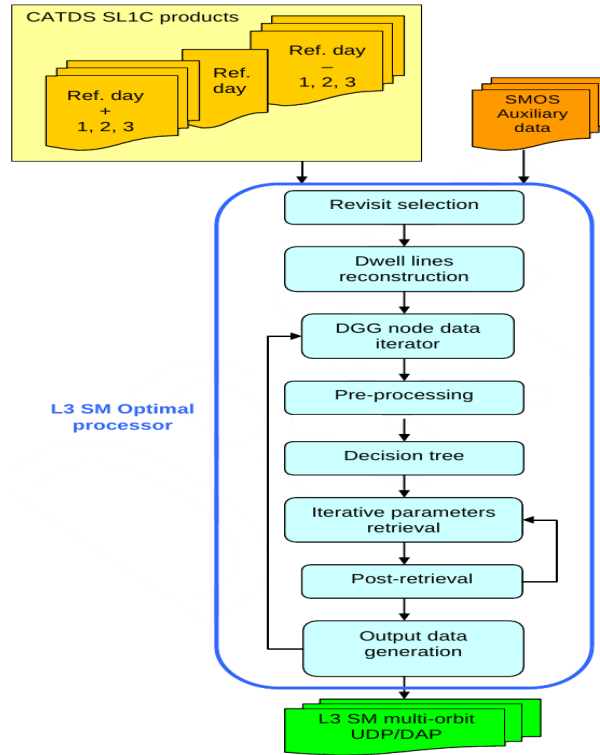 CATDS SL1C products
Ref. day
–
1, 2, 3
Ref.
day
Ref. day
+
1, 2, 3
SMOS
Auxiliary
data
Revisit selection
Dwell lines
reconstruction
DGG node data
iterator
Pre-processing
L3 SM Optimal
processor
Decision tree
Iterative parameters
retrieval
Post-retrieval
Output data
generation
L3 SM multi-orbit
UDP/DAP